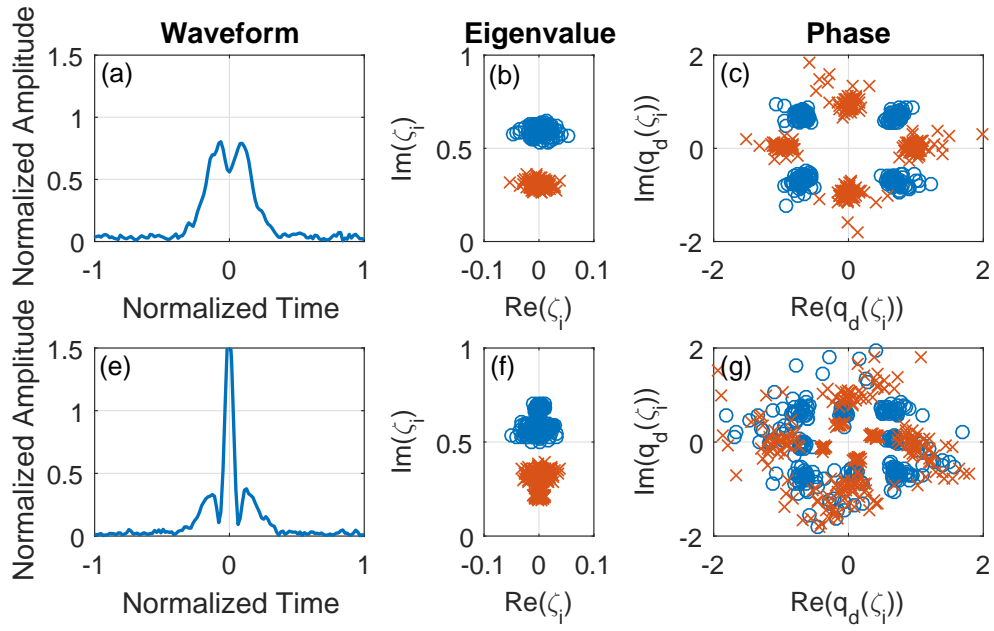 Waveform
Eigenvalue
Phase
(a)
Normalized Amplitude
1.5
1
0.5
0
-1
0
1
Normalized Time
(b)
Im(ζi)
1
0.5
0
-0.1
0
0.1
Re(ζi)
(c)
Im(qd(ζi))
2
0
-2
-2
0
2
Re(qd(ζi))
(e)
Normalized Amplitude
1.5
1
0.5
0
-1
0
1
Normalized Time
(f)
Im(ζi)
1
0.5
0
-0.1
0
0.1
Re(ζi)
(g)
Im(qd(ζi))
2
0
-2
-2
0
2
Re(qd(ζi))